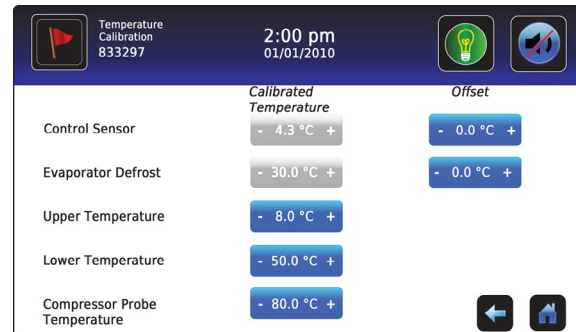 Temperature
Calibration
833297
2:00 pm
01/01/2010
Calibrated
Temperature
Offset
Control Sensor
- 4.3 °C +
- 0.0 °C +
Evaporator Defrost
- 30.0 °C +
- 0.0 °C +
Upper Temperature
- 8.0 °C +
Lower Temperature
- 50.0 °C +
Compressor Probe
Temperature
- 80.0 °C +